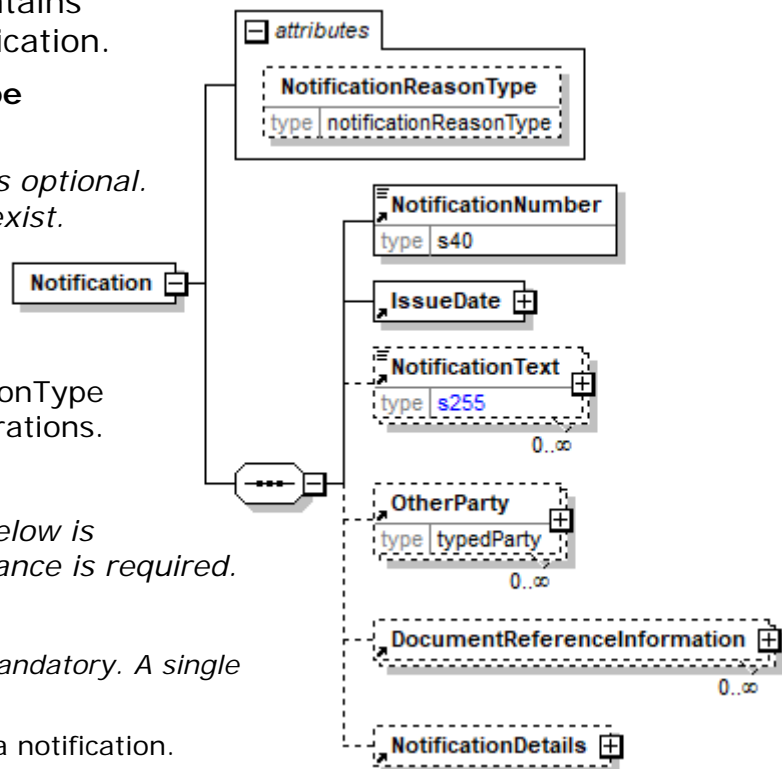 tains
ication.
pe
s optional.
exist.
onType
rations.
elow is
ance is required.
andatory. A single
a notification.
attributes
NotificationReasonType
type notificationReasonType
Notification
NotificationNumber
type s40
IssueDate
NotificationText
type s255
0..∞
OtherParty
type typedParty
0..∞
DocumentReferenceInformation
0..∞
NotificationDetails